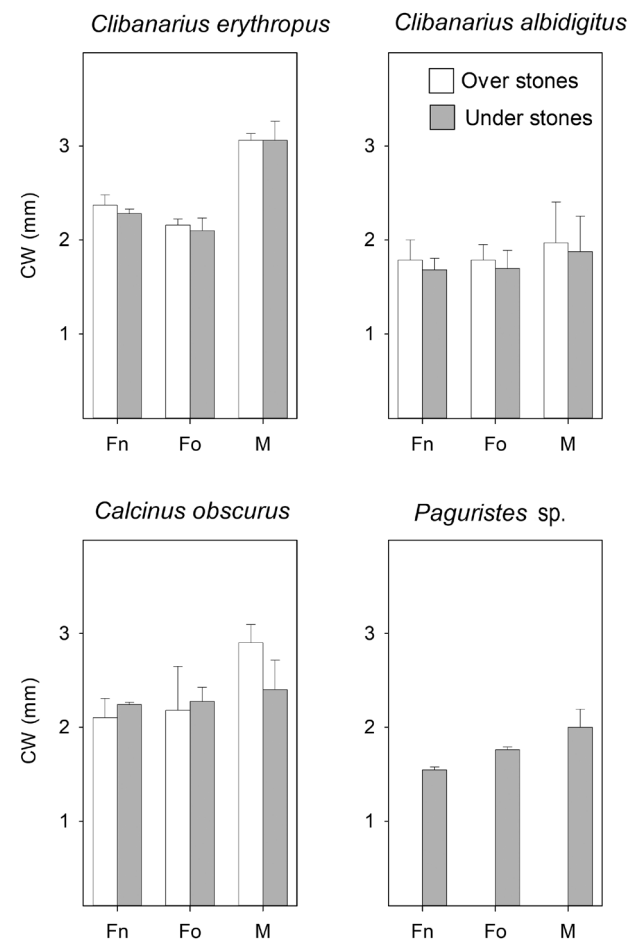 Clibanarius erythropus
Clibanarius albidigitus
Over stones
Under stones
3
2
1
CW (mm)
Fn Fo M
3
2
1
Fn Fo M
Calcinus obscurus
Paguristes sp.
3
2
1
CW (mm)
Fn Fo M
3
2
1
Fn Fo M